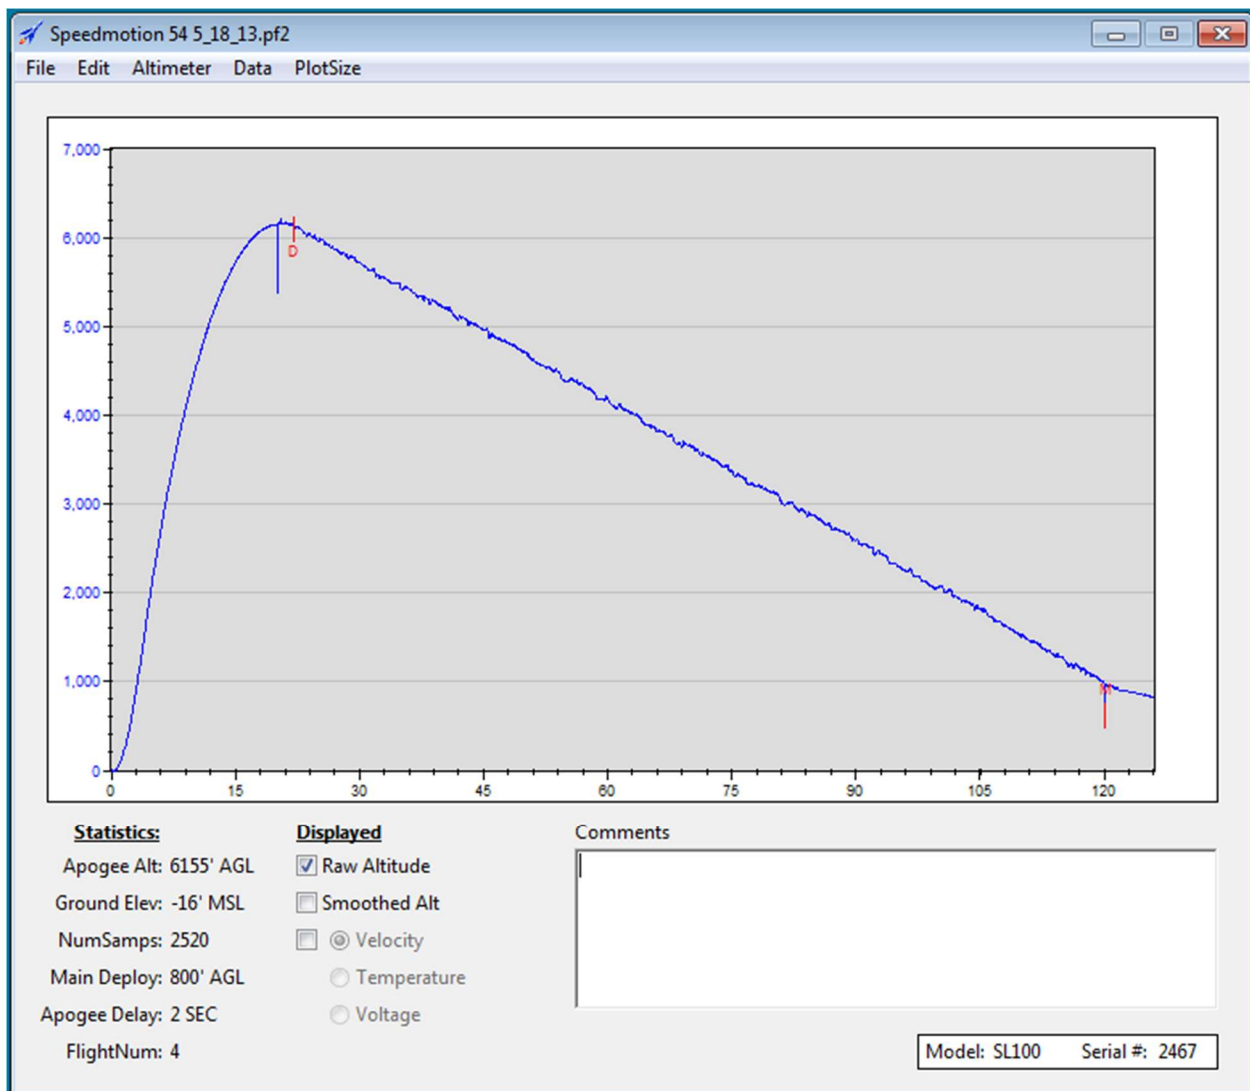 Speedmotion 54 5_18_13.pf2
File Edit Altimeter Data PlotSize
7,000
6,000
D
5,000
4,000
3,000
2,000
1,000
M
0
0 15 30 45 60 75 90 105 120
Statistics:
Apogee Alt: 6155' AGL
Ground Elev: -16' MSL
NumSamps: 2520
Main Deploy: 800' AGL
Apogee Delay: 2 SEC
FlightNum: 4
Displayed
Raw Altitude
Smoothed Alt
Velocity
Temperature
Voltage
Comments
Model: SL100 Serial #: 2467